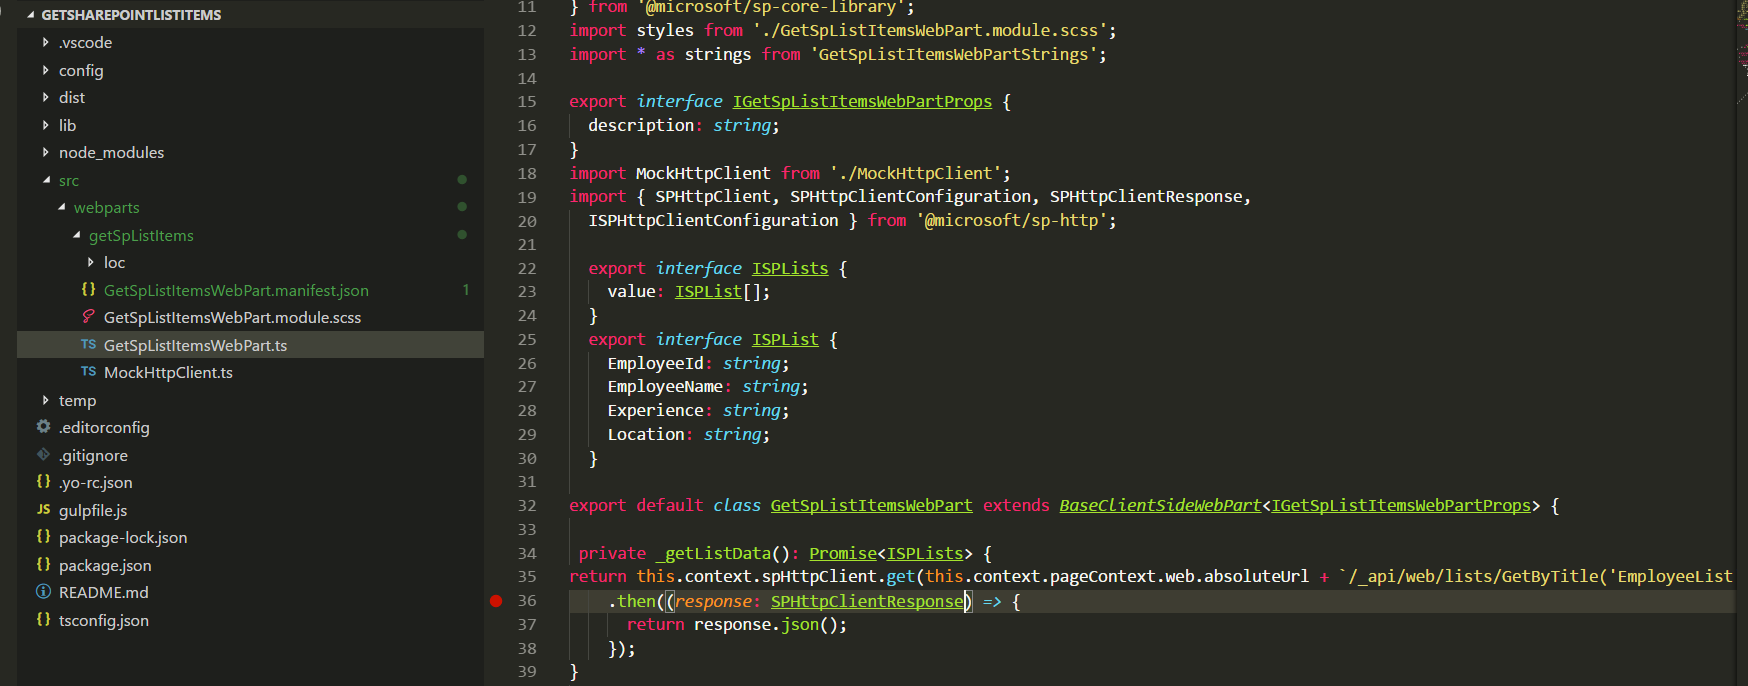 GETSHAREPOINTLISTITEMS
.vscode
config
dist
lib
node_modules
src
webparts
getSpListItems
loc
{} GetSpListItemsWebPart.manifest.json 1
GetSpListItemsWebPart.module.scss
TS GetSpListItemsWebPart.ts
TS MockHttpClient.ts
temp
.editorconfig
.gitignore
{} .yo-rc.json
JS gulpfile.js
{} package-lock.json
{} package.json
README.md
{} tsconfig.json
11 } from '@microsoft/sp-core-library';
12 import styles from './GetSpListItemsWebPart.module.scss';
13 import * as strings from 'GetSpListItemsWebPartStrings';
14
15 export interface IGetSpListItemsWebPartProps {
16 description: string;
17 }
18 import MockHttpClient from './MockHttpClient';
19 import { SPHttpClient, SPHttpClientConfiguration, SPHttpClientResponse,
20 ISPHttpClientConfiguration } from '@microsoft/sp-http';
21
22 export interface ISPLists {
23 value: ISPList[];
24 }
25 export interface ISPList {
26 EmployeeId: string;
27 EmployeeName: string;
28 Experience: string;
29 Location: string;
30 }
31
32 export default class GetSpListItemsWebPart extends BaseClientSideWebPart<IGetSpListItemsWebPartProps> {
33
34 private _getListData(): Promise<ISPLists> {
35 return this.context.spHttpClient.get(this.context.pageContext.web.absoluteUrl + `/_api/web/lists/GetByTitle('EmployeeList
36 .then((response: SPHttpClientResponse) => {
37 return response.json();
38 });
39 }